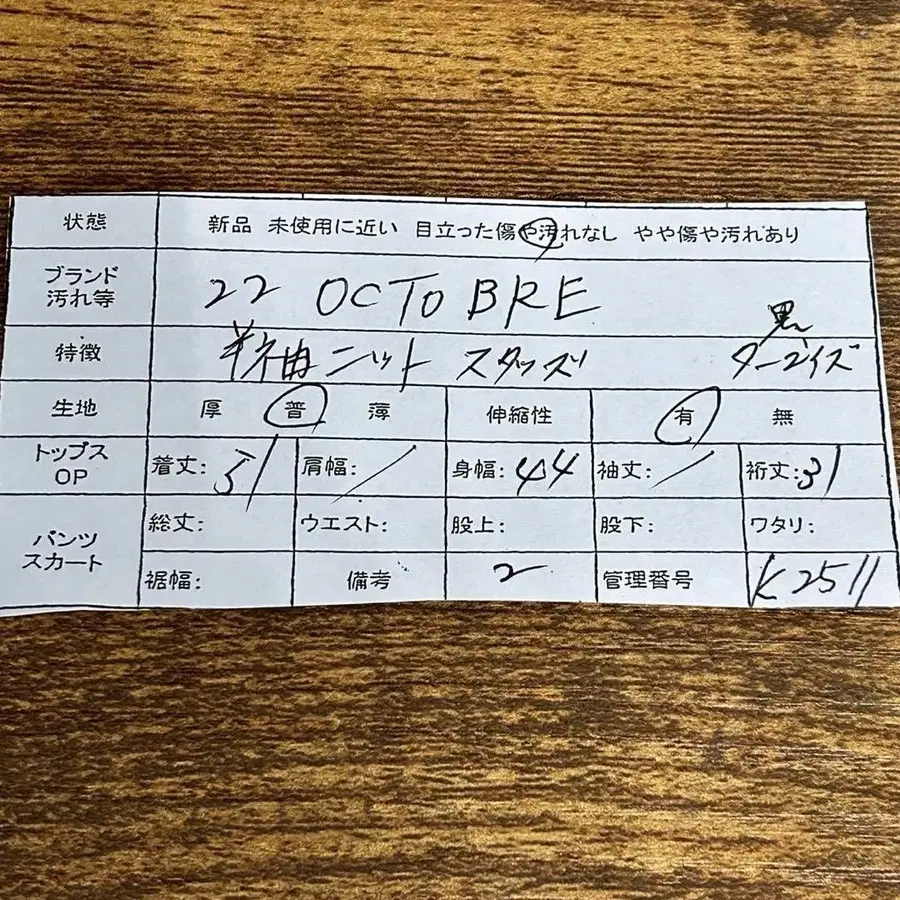 状態 新品 未使用に近い 目立った傷や汚れなし やや傷や汚れあり
ブランド
汚れ等 22 OCTOBRE
黒、
特徴 半袖ニット スタッズ ターコイズ
生地 厚 普 薄 伸縮性 有 無
トップス
OP 着丈: 51 肩幅: / 身幅: 44 袖丈: / 裄丈: 31
パンツ
スカート 総丈: ウエスト: 股上: 股下: ワタリ:
裾幅: 備考 2 管理番号 K2511